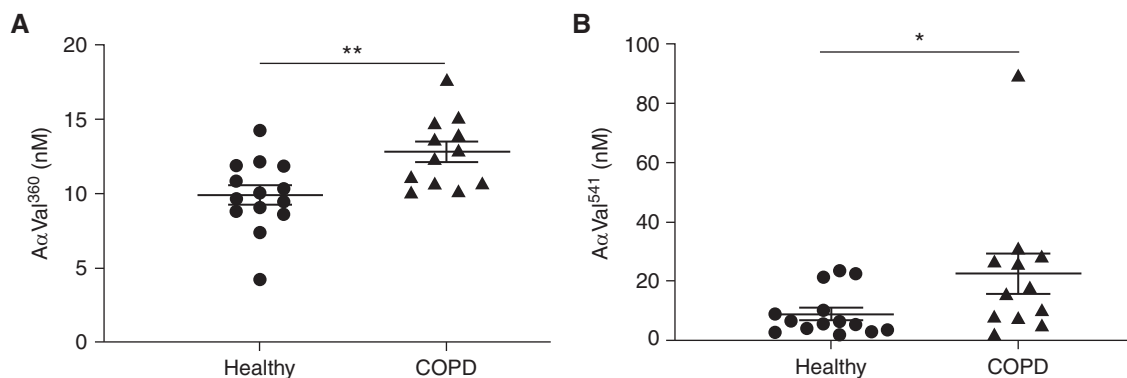 A
20
15
10
5
0
AαVal³⁶⁰ (nM)
**
Healthy
COPD
B
100
80
60
40
20
0
AαVal⁵⁴¹ (nM)
*
Healthy
COPD